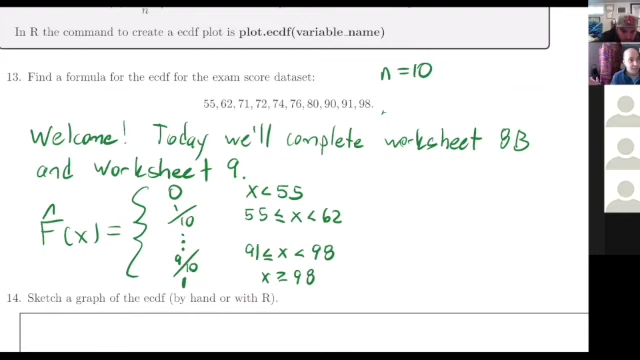 n
In R the command to create a ecdf plot is plot.ecdf(variable_name)
13. Find a formula for the ecdf for the exam score dataset:
n = 10
55, 62, 71, 72, 74, 76, 80, 90, 91, 98.
Welcome! Today we'll complete worksheet 8B
and worksheet 9.
F̂(x) =
0 x < 55
1/10 55 ≤ x < 62
⋮
9/10 91 ≤ x < 98
1 x ≥ 98
14. Sketch a graph of the ecdf (by hand or with R).